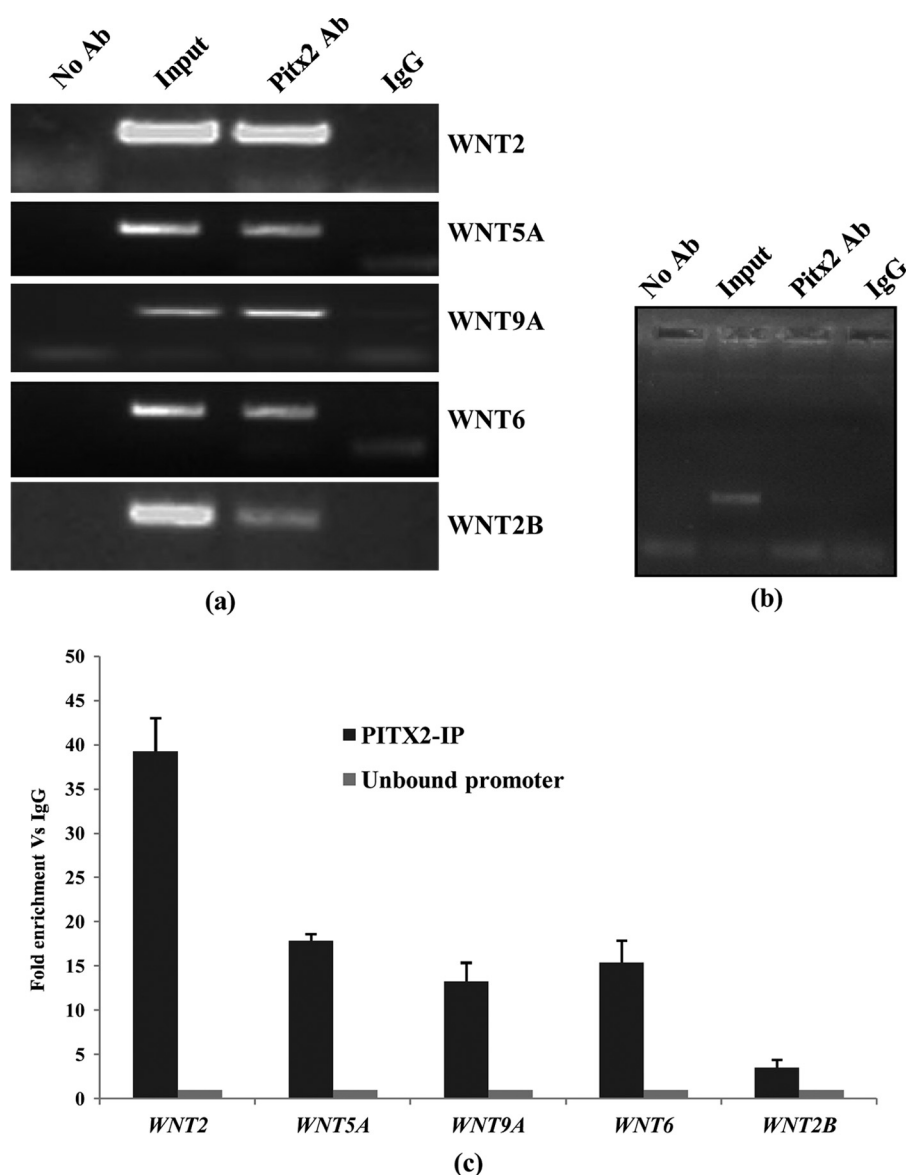 No Ab Input Pitx2 Ab IgG
WNT2
WNT5A
WNT9A
WNT6
WNT2B
(a)
No Ab Input Pitx2 Ab IgG
(b)
50
45
40
35
30
25
20
15
10
5
0
Fold enrichment Vs IgG
PITX2-IP
Unbound promoter
WNT2 WNT5A WNT9A WNT6 WNT2B
(c)